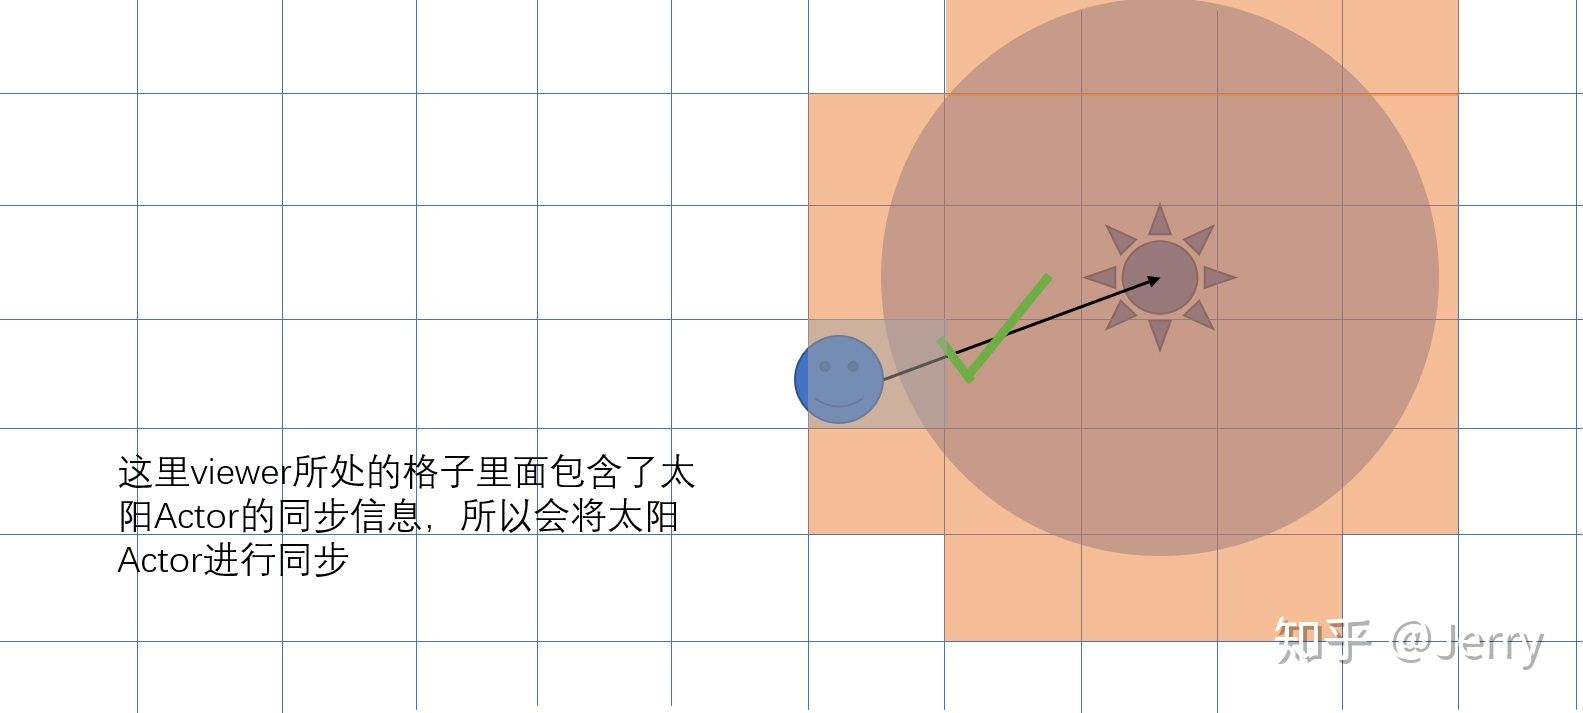 这里viewer所处的格子里面包含了太
阳Actor的同步信息，所以会将太阳
Actor进行同步
知乎 @Jerry